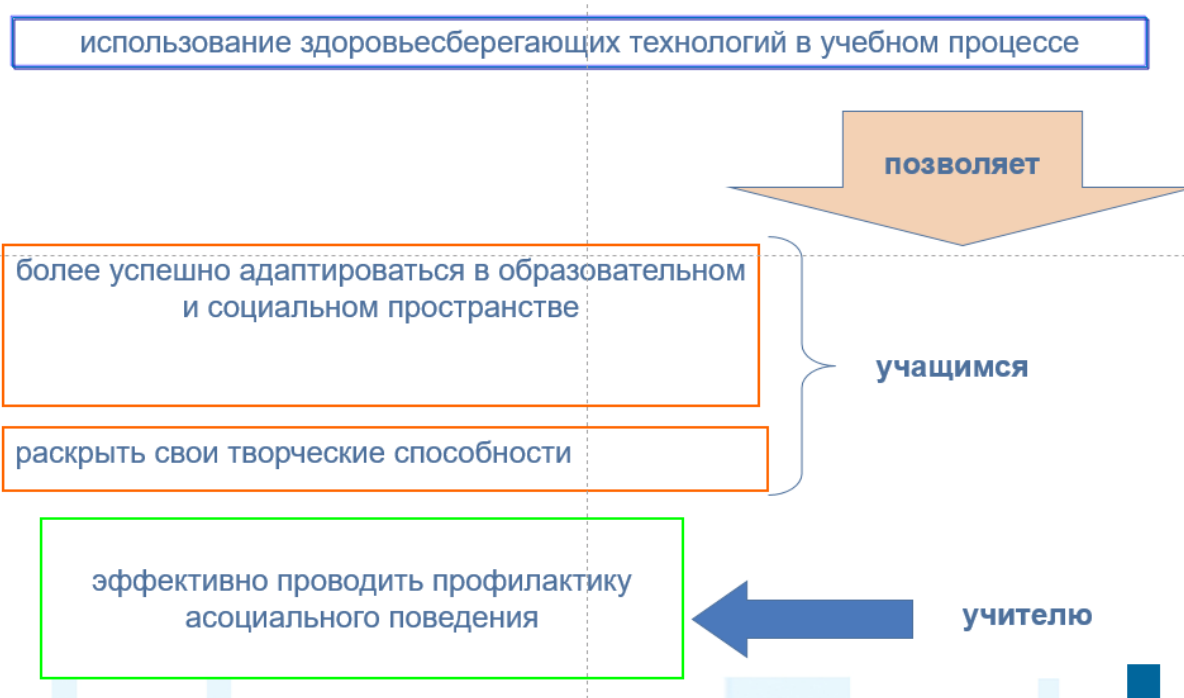 использование здоровьесберегающих технологий в учебном процессе
позволяет
более успешно адаптироваться в образовательном
и социальном пространстве
учащимся
раскрыть свои творческие способности
эффективно проводить профилактику
асоциального поведения
учителю